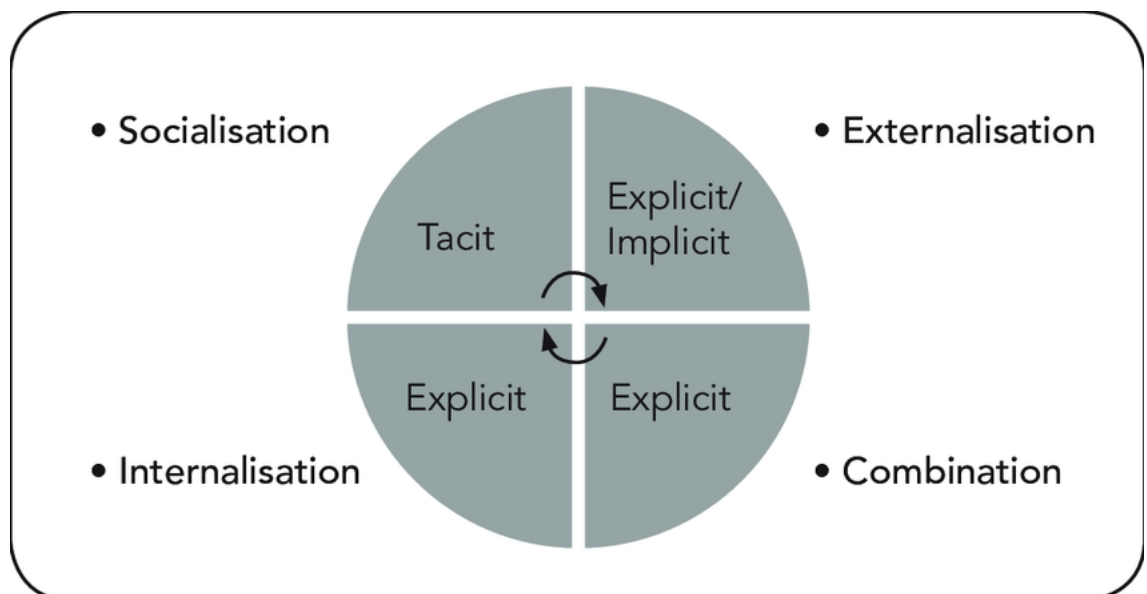 • Socialisation
• Externalisation
Tacit
Explicit/
Implicit
Explicit
Explicit
• Internalisation
• Combination